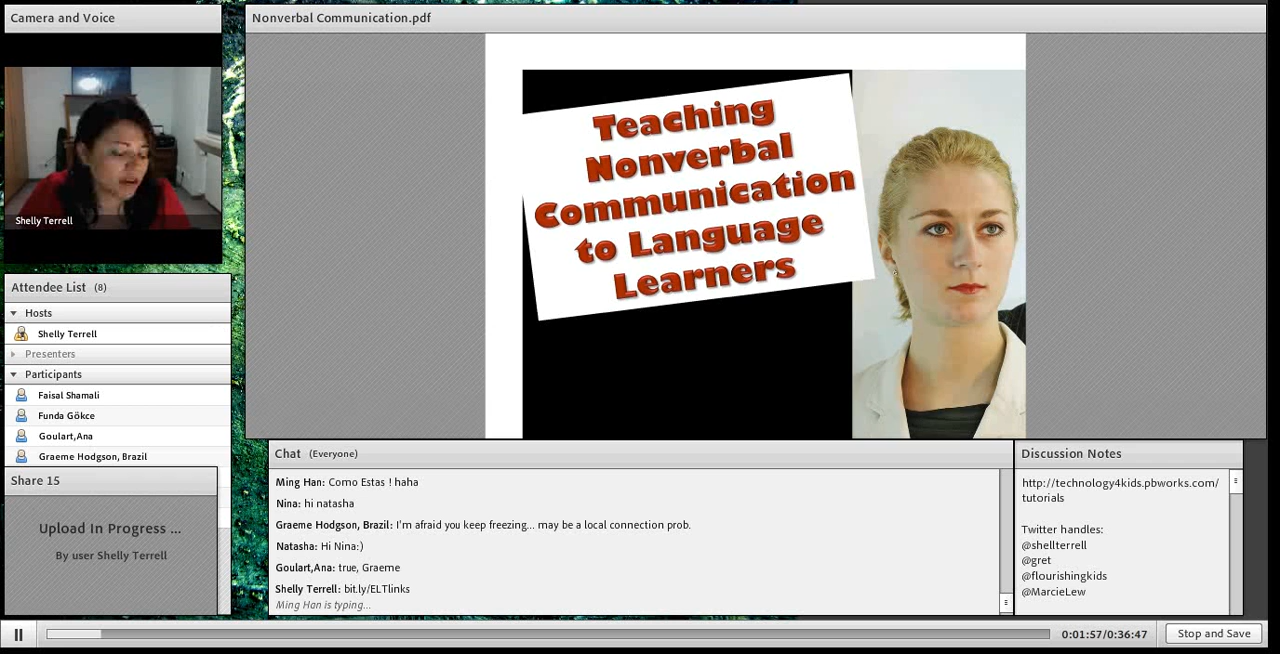 Camera and Voice
Shelly Terrell
Attendee List (8)
Hosts
Shelly Terrell
Presenters
Participants
Faisal Shamali
Funda Gökce
Goulart,Ana
Graeme Hodgson, Brazil
Share 15
Upload In Progress ...
By user Shelly Terrell
Nonverbal Communication.pdf
Teaching
Nonverbal
Communication
to Language
Learners
Chat (Everyone)
Ming Han: Como Estas ! haha
Nina: hi natasha
Graeme Hodgson, Brazil: I'm afraid you keep freezing... may be a local connection prob.
Natasha: Hi Nina:)
Goulart,Ana: true, Graeme
Shelly Terrell: bit.ly/ELTlinks
Ming Han is typing...
Discussion Notes
http://technology4kids.pbworks.com/
tutorials
Twitter handles:
@shellterrell
@gret
@flourishingkids
@MarcieLew
0:01:57/0:36:47
Stop and Save